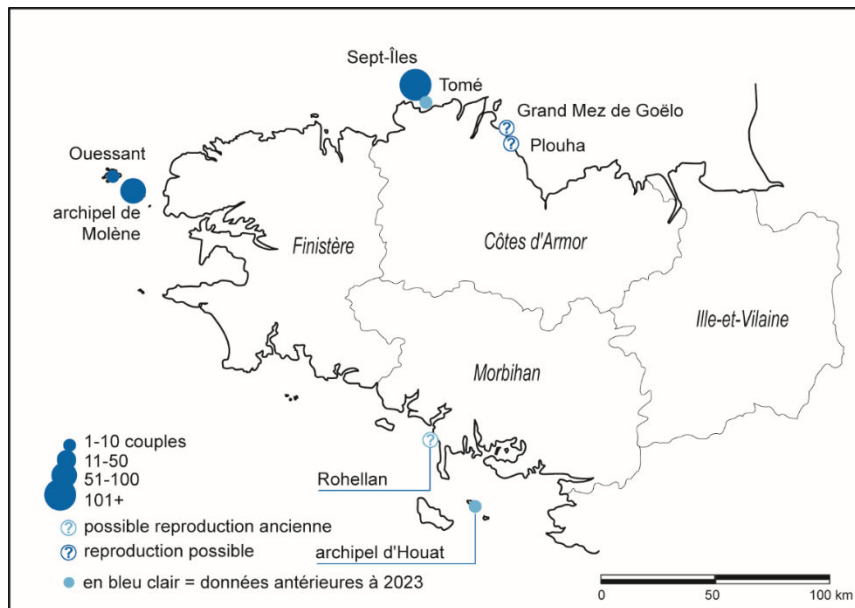 Sept-Îles
Tomé
Grand Mez de Goëlo
Plouha
Ouessant
archipel de
Molène
Finistère
Côtes d'Armor
Ille-et-Vilaine
Morbihan
1-10 couples
11-50
51-100
101+
Rohellan
? possible reproduction ancienne
? reproduction possible
archipel d'Houat
en bleu clair = données antérieures à 2023
0 50 100 km